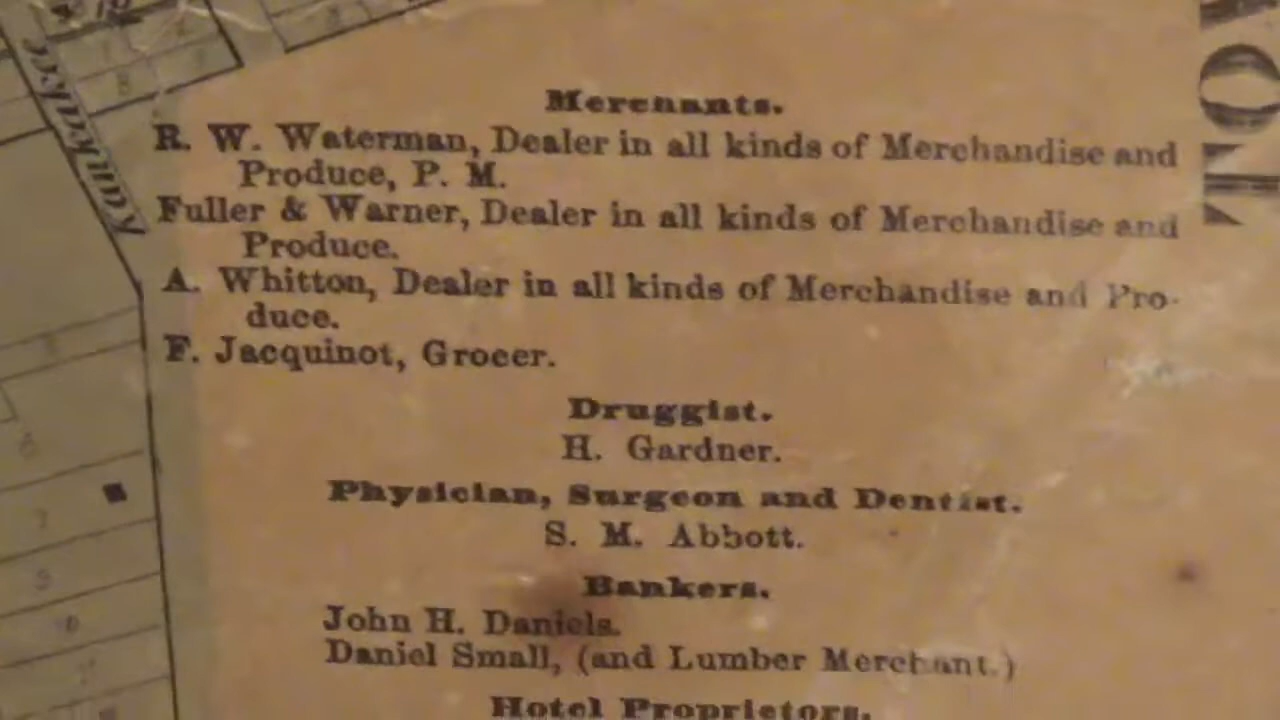 Merchants.
R. W. Waterman, Dealer in all kinds of Merchandise and
Produce, P. M.
Fuller & Warner, Dealer in all kinds of Merchandise and
Produce.
A. Whitton, Dealer in all kinds of Merchandise and Pro-
duce.
F. Jacquinot, Grocer.
Druggist.
H. Gardner.
Physician, Surgeon and Dentist.
S. M. Abbott.
Bankers.
John H. Daniels.
Daniel Small, (and Lumber Merchant.)
Hotel Proprietors.
Kankakee